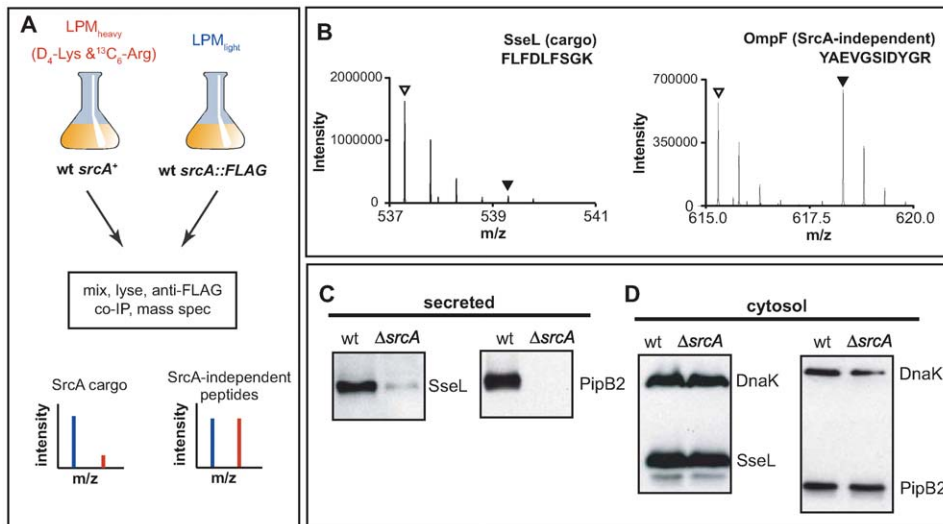 A
LPMheavy
(D4-Lys &13C6-Arg)
LPMlight
wt srcA+
wt srcA::FLAG
mix, lyse, anti-FLAG
co-IP, mass spec
SrcA cargo
SrcA-independent
peptides
intensity
m/z
intensity
m/z
B
SseL (cargo)
FLFDLFSGK
Intensity
2000000
1000000
0
537
539
541
m/z
OmpF (SrcA-independent)
YAEVGSIDYGR
Intensity
700000
350000
0
615.0
617.5
620.0
m/z
C
secreted
wt
ΔsrcA
SseL
wt
ΔsrcA
PipB2
D
cytosol
wt
ΔsrcA
DnaK
SseL
wt
ΔsrcA
DnaK
PipB2